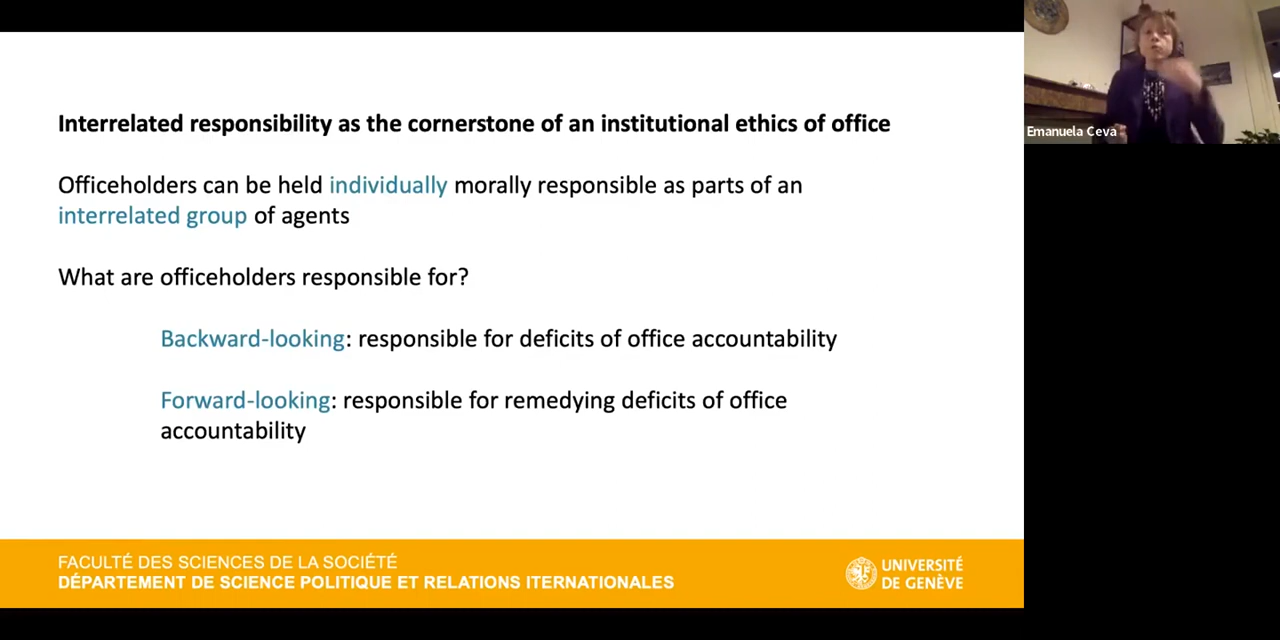 Interrelated responsibility as the cornerstone of an institutional ethics of office
Officeholders can be held individually morally responsible as parts of an
interrelated group of agents
What are officeholders responsible for?
Backward-looking: responsible for deficits of office accountability
Forward-looking: responsible for remedying deficits of office
accountability
FACULTÉ DES SCIENCES DE LA SOCIÉTÉ
DÉPARTEMENT DE SCIENCE POLITIQUE ET RELATIONS ITERNATIONALES
UNIVERSITÉ
DE GENÈVE
Emanuela Ceva